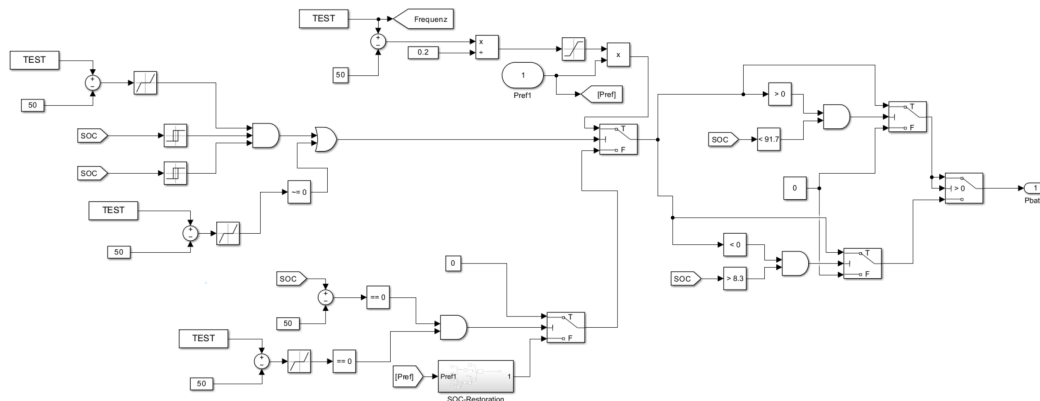 TEST
Frequenz
x
÷
0.2
50
x
1
Pref1
[Pref]
TEST
50
SOC
SOC
TEST
~= 0
50
T
F
> 0
SOC
< 91.7
T
F
0
> 0
1
Pbat
< 0
SOC
> 8.3
T
F
0
SOC
== 0
50
T
F
TEST
== 0
50
[Pref]
Pref1
1
SOC-Restoration